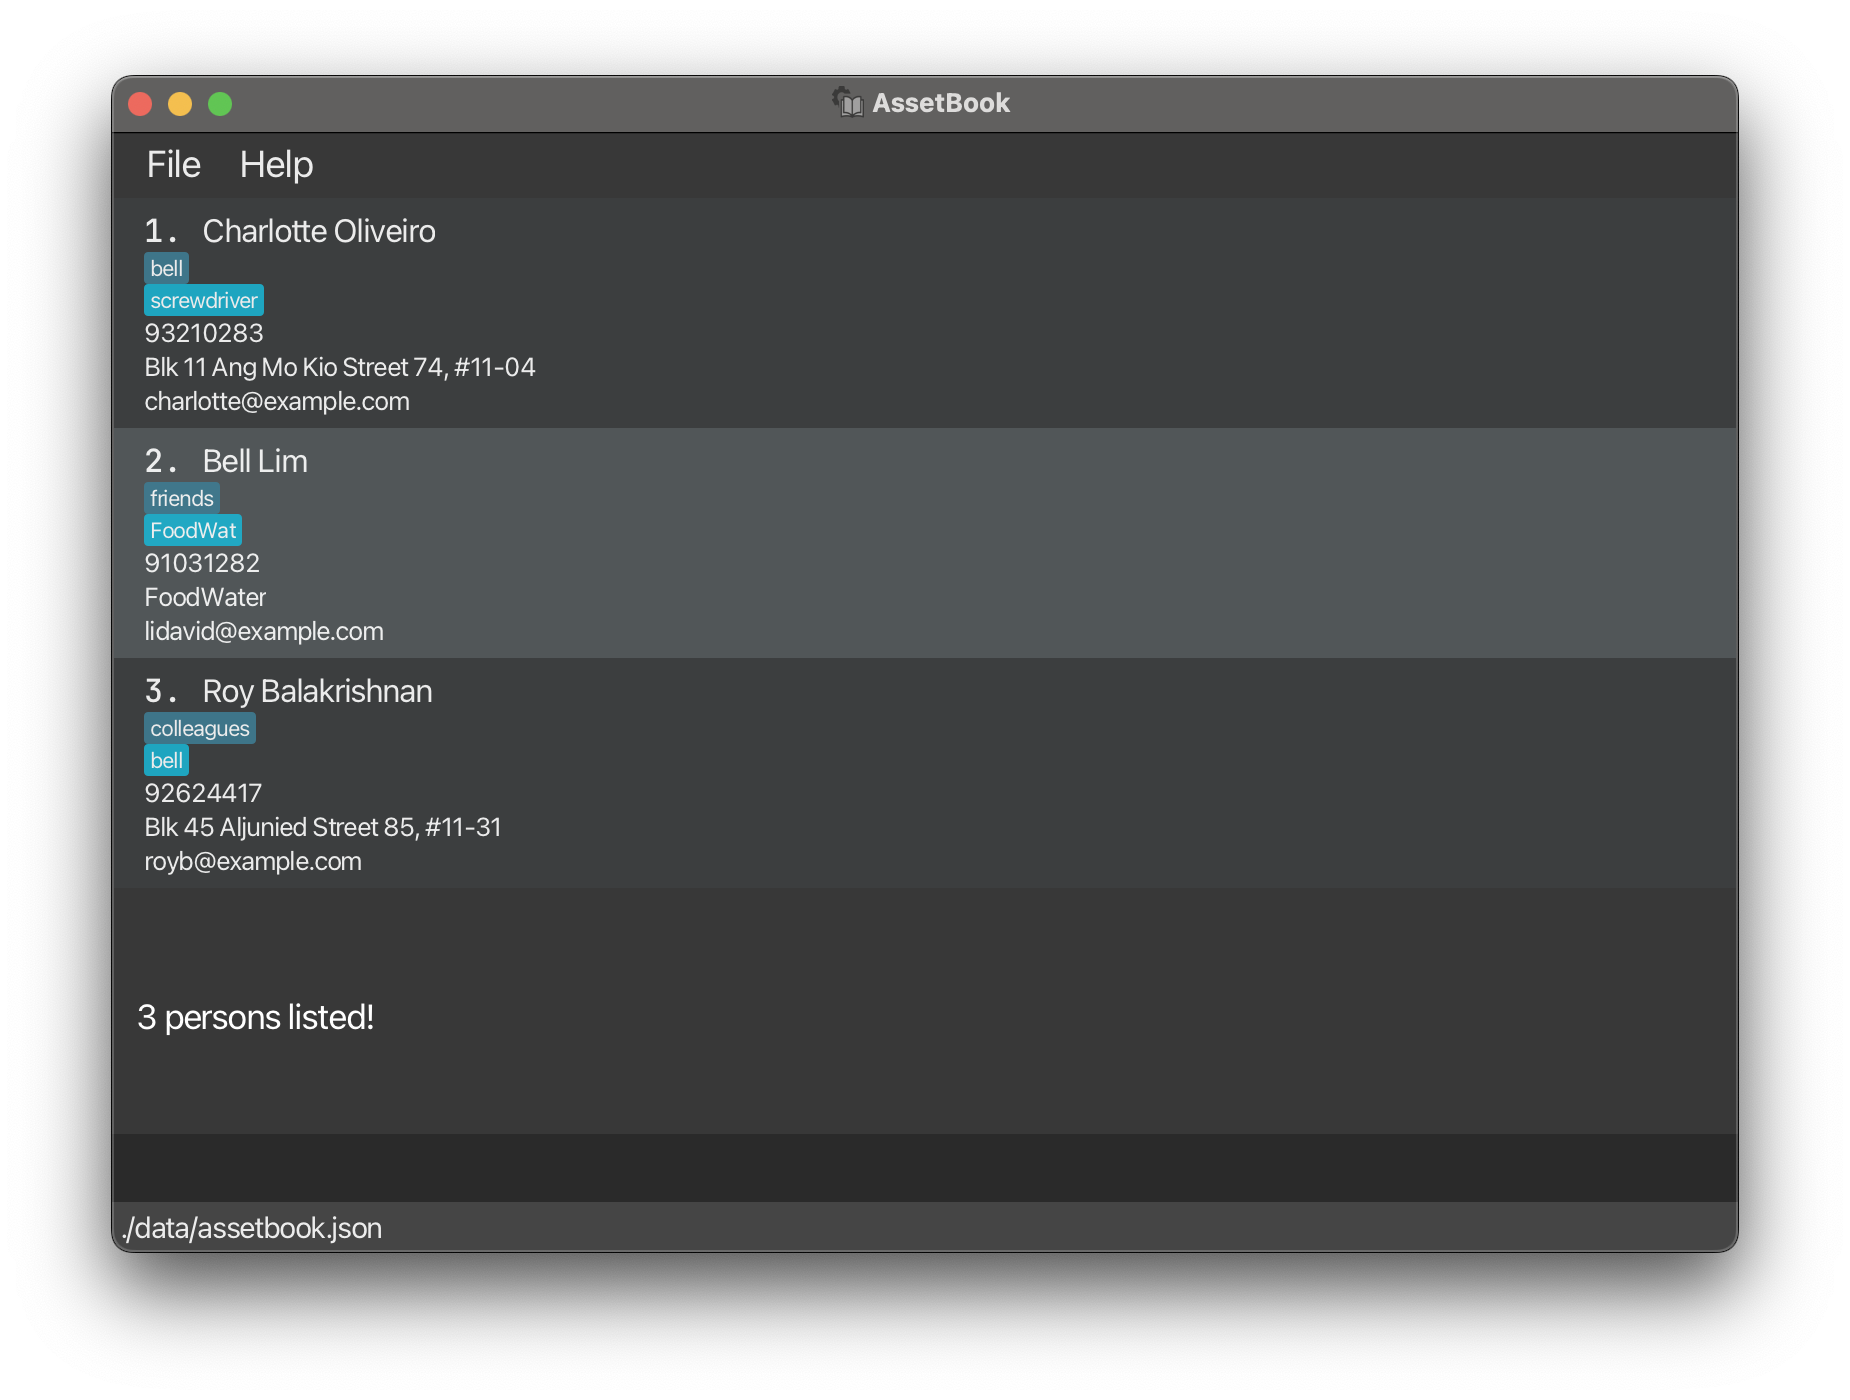 AssetBook
File Help
1. Charlotte Oliveiro
bell
screwdriver
93210283
Blk 11 Ang Mo Kio Street 74, #11-04
charlotte@example.com
2. Bell Lim
friends
FoodWat
91031282
FoodWater
lidavid@example.com
3. Roy Balakrishnan
colleagues
bell
92624417
Blk 45 Aljunied Street 85, #11-31
royb@example.com
3 persons listed!
./data/assetbook.json